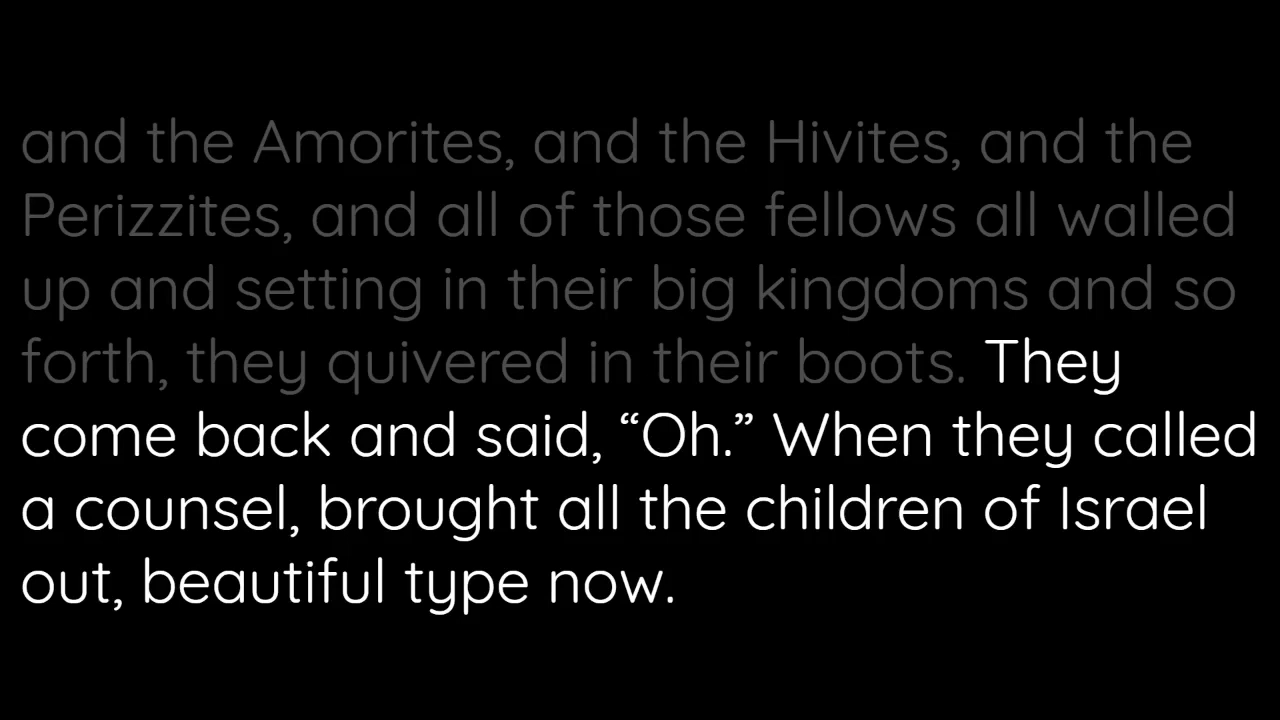 and the Amorites, and the Hivites, and the
Perizzites, and all of those fellows all walled
up and setting in their big kingdoms and so
forth, they quivered in their boots. They
come back and said, “Oh.” When they called
a counsel, brought all the children of Israel
out, beautiful type now.